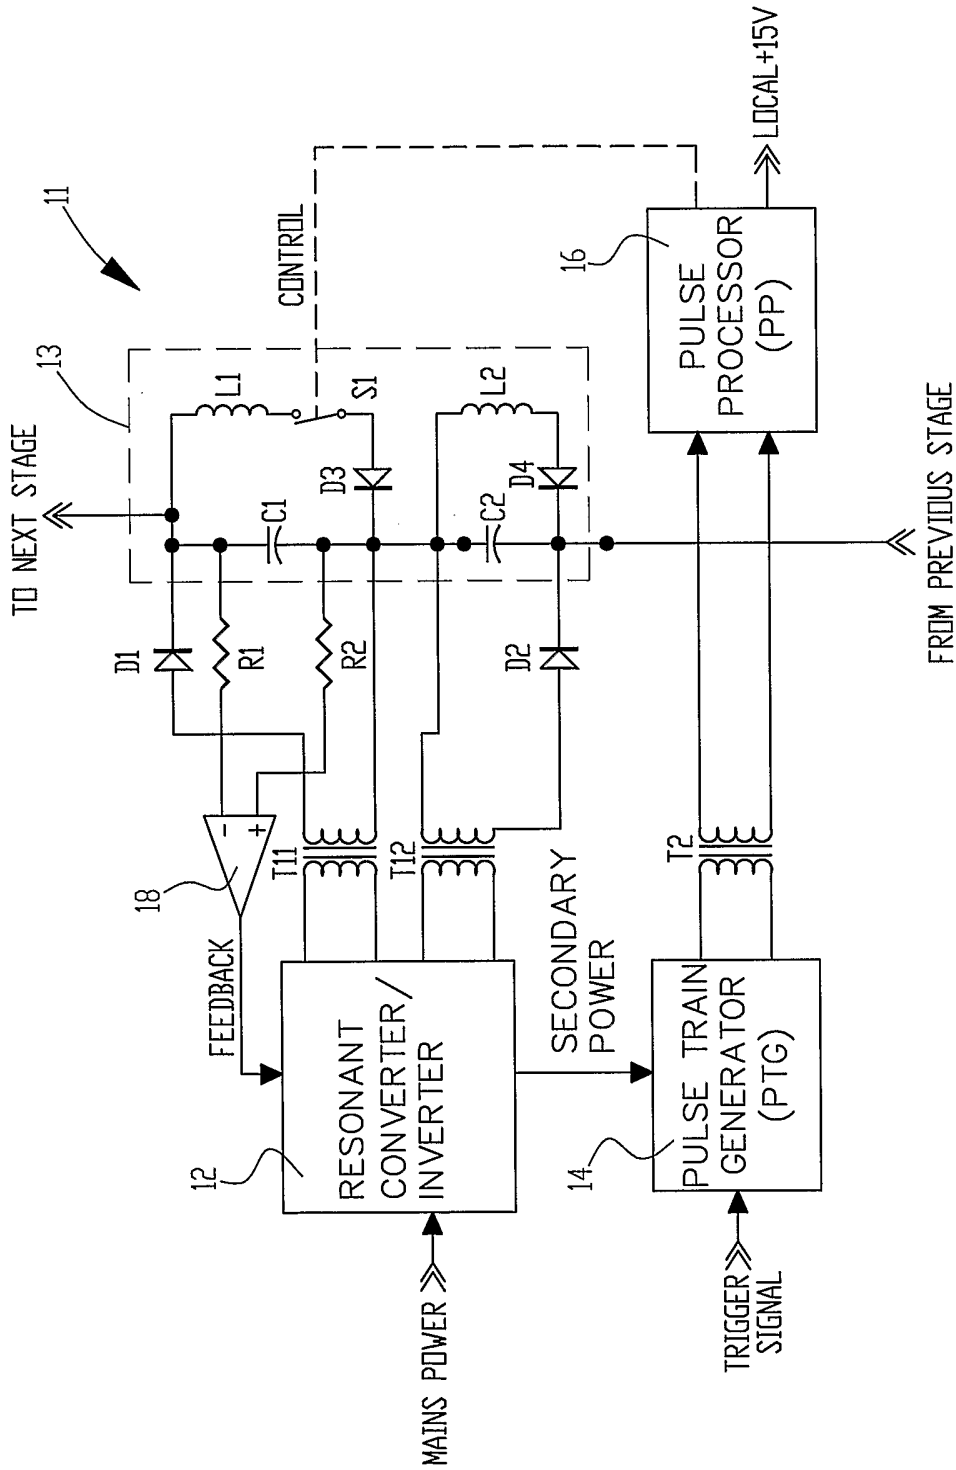 11
TO NEXT STAGE
13
CONTROL
L1
S1
D3
C1
D1
R1
R2
L2
D4
C2
D2
18
-
+
FEEDBACK
T11
T12
12
RESONANT
CONVERTER/
INVERTER
MAINS POWER
SECONDARY
POWER
14
PULSE TRAIN
GENERATOR
(PTG)
TRIGGER
SIGNAL
T2
16
PULSE
PROCESSOR
(PP)
LOCAL+15V
FROM PREVIOUS STAGE